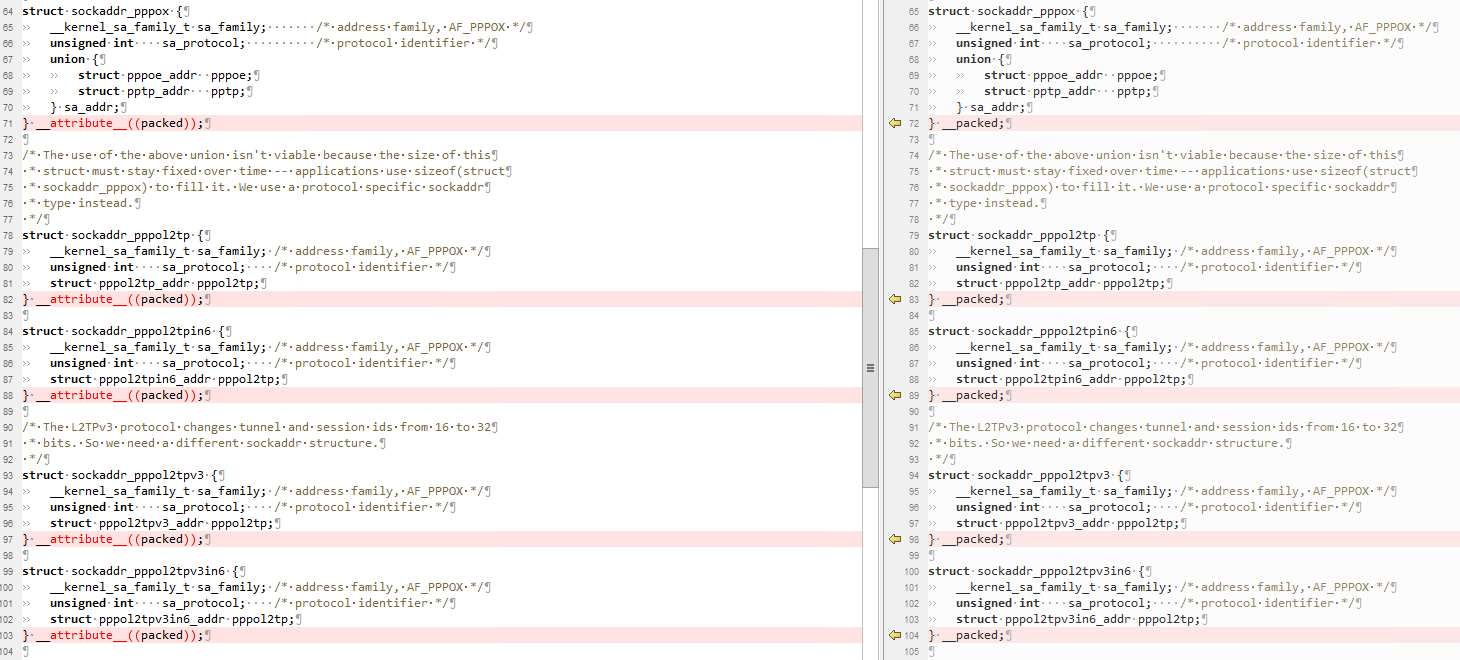 64 struct sockaddr_pppox {¶
65 » __kernel_sa_family_t sa_family; /* address family, AF_PPPOX */¶
66 » unsigned int sa_protocol; /* protocol identifier */¶
67 » union {¶
68 » » struct pppoe_addr pppoe;¶
69 » » struct pptp_addr pptp;¶
70 » } sa_addr;¶
71 } __attribute__((packed));¶
72 ¶
73 /* The use of the above union isn't viable because the size of this¶
74 * struct must stay fixed over time -- applications use sizeof(struct¶
75 * sockaddr_pppox) to fill it. We use a protocol specific sockaddr¶
76 * type instead.¶
77 */¶
78 struct sockaddr_pppol2tp {¶
79 » __kernel_sa_family_t sa_family; /* address family, AF_PPPOX */¶
80 » unsigned int sa_protocol; /* protocol identifier */¶
81 » struct pppol2tp_addr pppol2tp;¶
82 } __attribute__((packed));¶
83 ¶
84 struct sockaddr_pppol2tpin6 {¶
85 » __kernel_sa_family_t sa_family; /* address family, AF_PPPOX */¶
86 » unsigned int sa_protocol; /* protocol identifier */¶
87 » struct pppol2tpin6_addr pppol2tp;¶
88 } __attribute__((packed));¶
89 ¶
90 /* The L2TPv3 protocol changes tunnel and session ids from 16 to 32¶
91 * bits. So we need a different sockaddr structure.¶
92 */¶
93 struct sockaddr_pppol2tpv3 {¶
94 » __kernel_sa_family_t sa_family; /* address family, AF_PPPOX */¶
95 » unsigned int sa_protocol; /* protocol identifier */¶
96 » struct pppol2tpv3_addr pppol2tp;¶
97 } __attribute__((packed));¶
98 ¶
99 struct sockaddr_pppol2tpv3in6 {¶
100 » __kernel_sa_family_t sa_family; /* address family, AF_PPPOX */¶
101 » unsigned int sa_protocol; /* protocol identifier */¶
102 » struct pppol2tpv3in6_addr pppol2tp;¶
103 } __attribute__((packed));¶
104 ¶
65 struct sockaddr_pppox {¶
66 » __kernel_sa_family_t sa_family; /* address family, AF_PPPOX */¶
67 » unsigned int sa_protocol; /* protocol identifier */¶
68 » union {¶
69 » » struct pppoe_addr pppoe;¶
70 » » struct pptp_addr pptp;¶
71 » } sa_addr;¶
72 } __packed;¶
73 ¶
74 /* The use of the above union isn't viable because the size of this¶
75 * struct must stay fixed over time -- applications use sizeof(struct¶
76 * sockaddr_pppox) to fill it. We use a protocol specific sockaddr¶
77 * type instead.¶
78 */¶
79 struct sockaddr_pppol2tp {¶
80 » __kernel_sa_family_t sa_family; /* address family, AF_PPPOX */¶
81 » unsigned int sa_protocol; /* protocol identifier */¶
82 » struct pppol2tp_addr pppol2tp;¶
83 } __packed;¶
84 ¶
85 struct sockaddr_pppol2tpin6 {¶
86 » __kernel_sa_family_t sa_family; /* address family, AF_PPPOX */¶
87 » unsigned int sa_protocol; /* protocol identifier */¶
88 » struct pppol2tpin6_addr pppol2tp;¶
89 } __packed;¶
90 ¶
91 /* The L2TPv3 protocol changes tunnel and session ids from 16 to 32¶
92 * bits. So we need a different sockaddr structure.¶
93 */¶
94 struct sockaddr_pppol2tpv3 {¶
95 » __kernel_sa_family_t sa_family; /* address family, AF_PPPOX */¶
96 » unsigned int sa_protocol; /* protocol identifier */¶
97 » struct pppol2tpv3_addr pppol2tp;¶
98 } __packed;¶
99 ¶
100 struct sockaddr_pppol2tpv3in6 {¶
101 » __kernel_sa_family_t sa_family; /* address family, AF_PPPOX */¶
102 » unsigned int sa_protocol; /* protocol identifier */¶
103 » struct pppol2tpv3in6_addr pppol2tp;¶
104 } __packed;¶
105 ¶